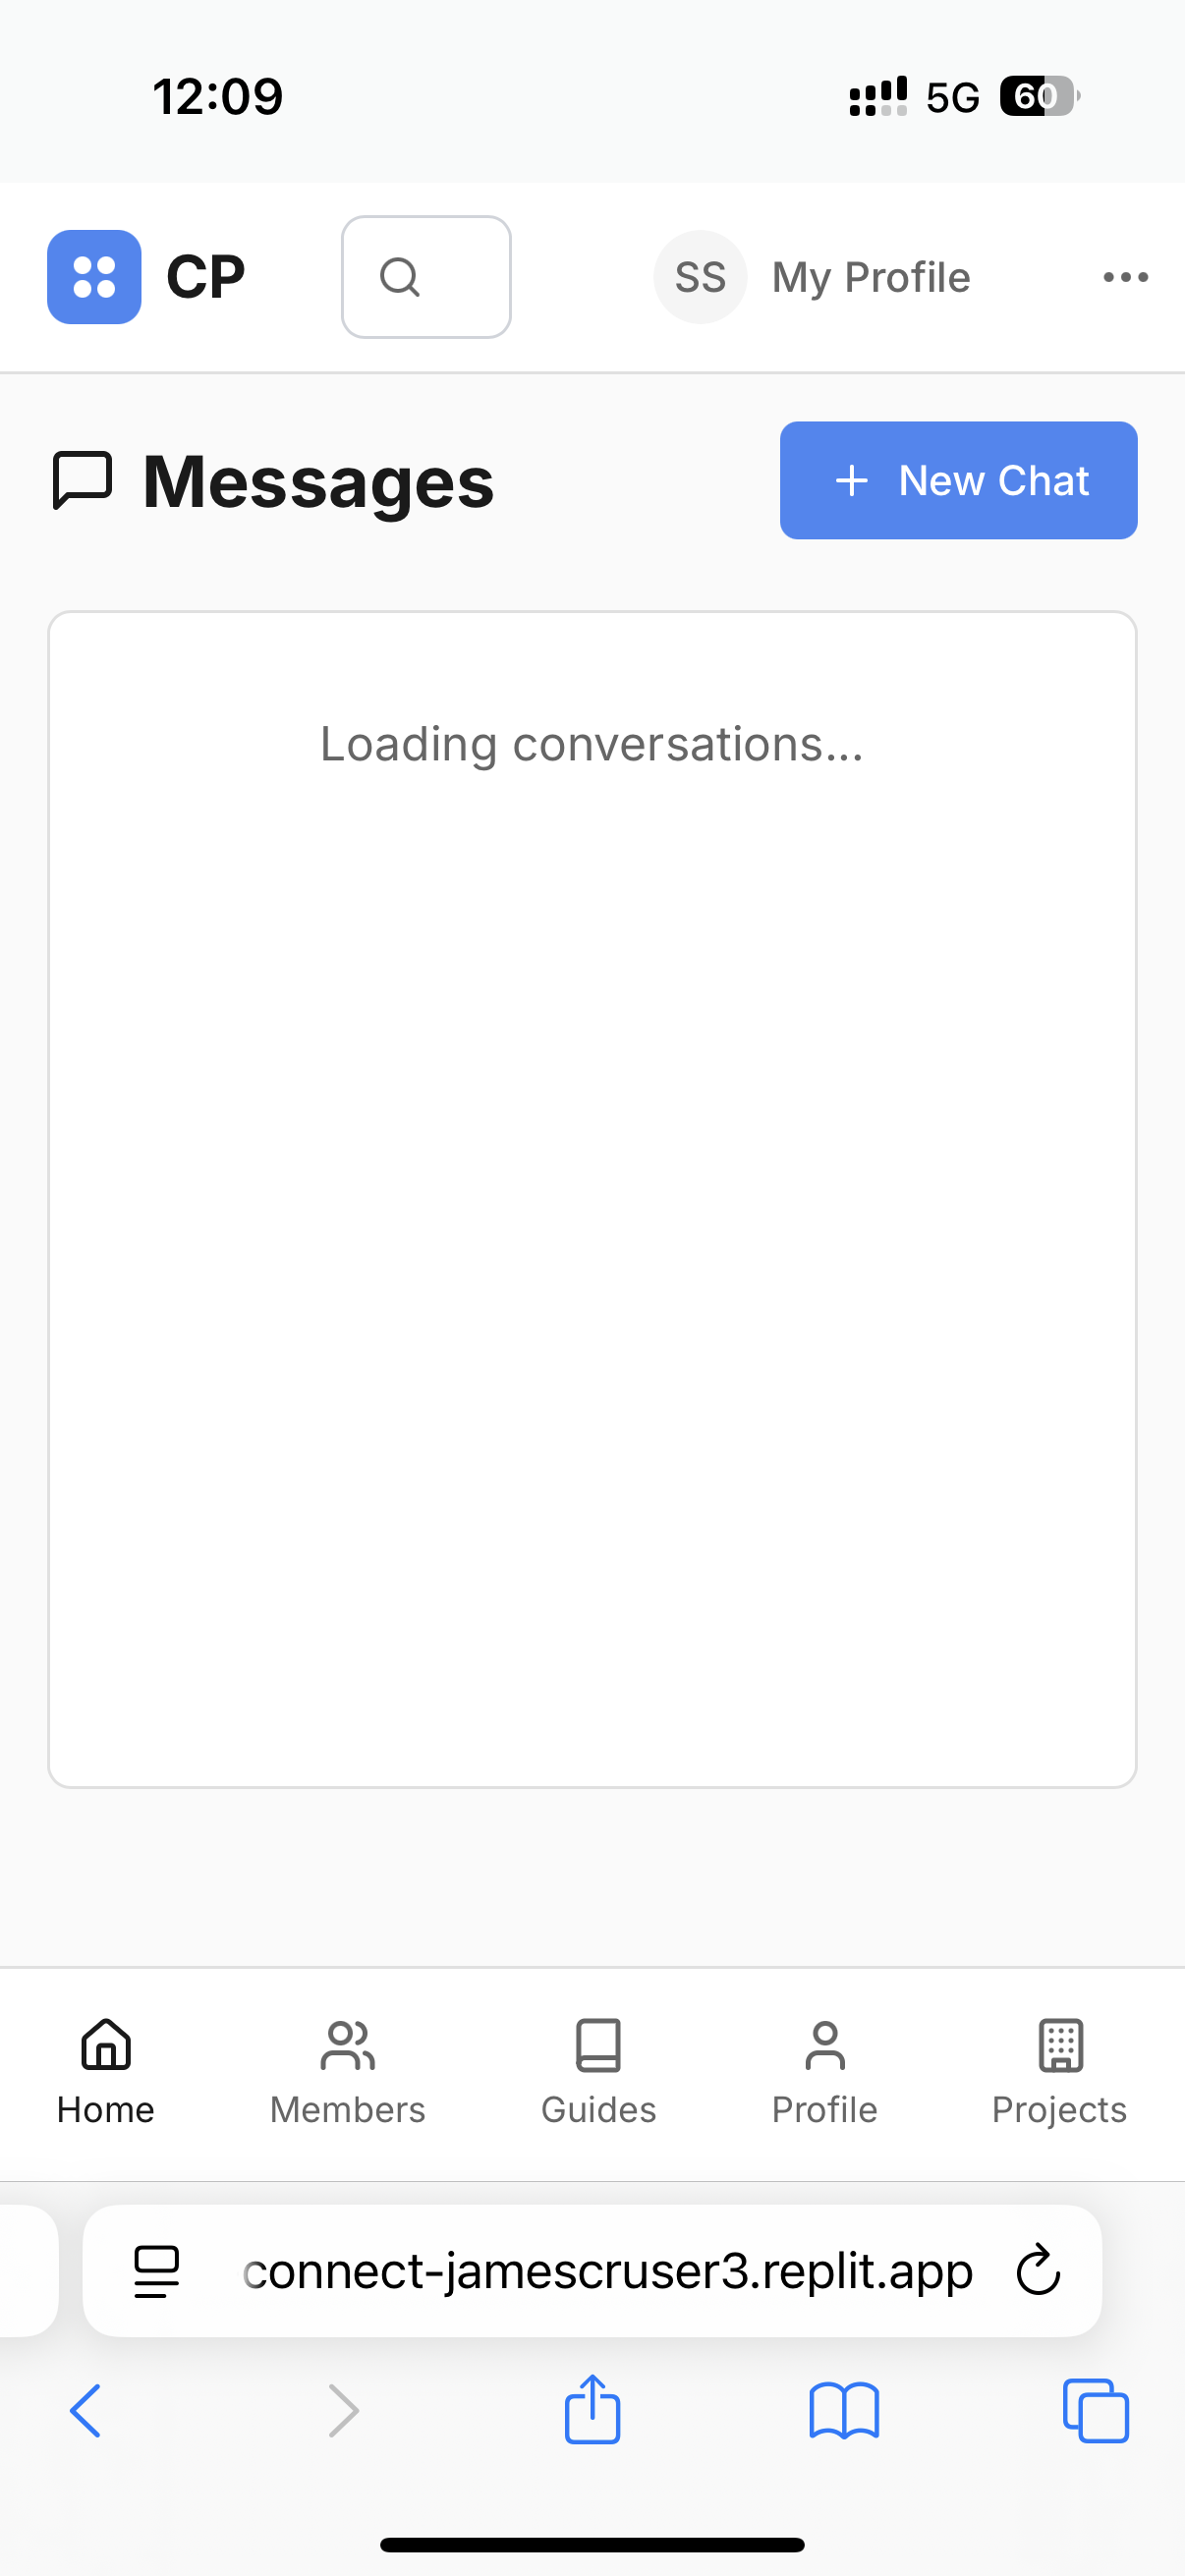 12:09
5G 60
CP
SS My Profile
Messages
+ New Chat
Loading conversations...
Home Members Guides Profile Projects
connect-jamescruser3.replit.app